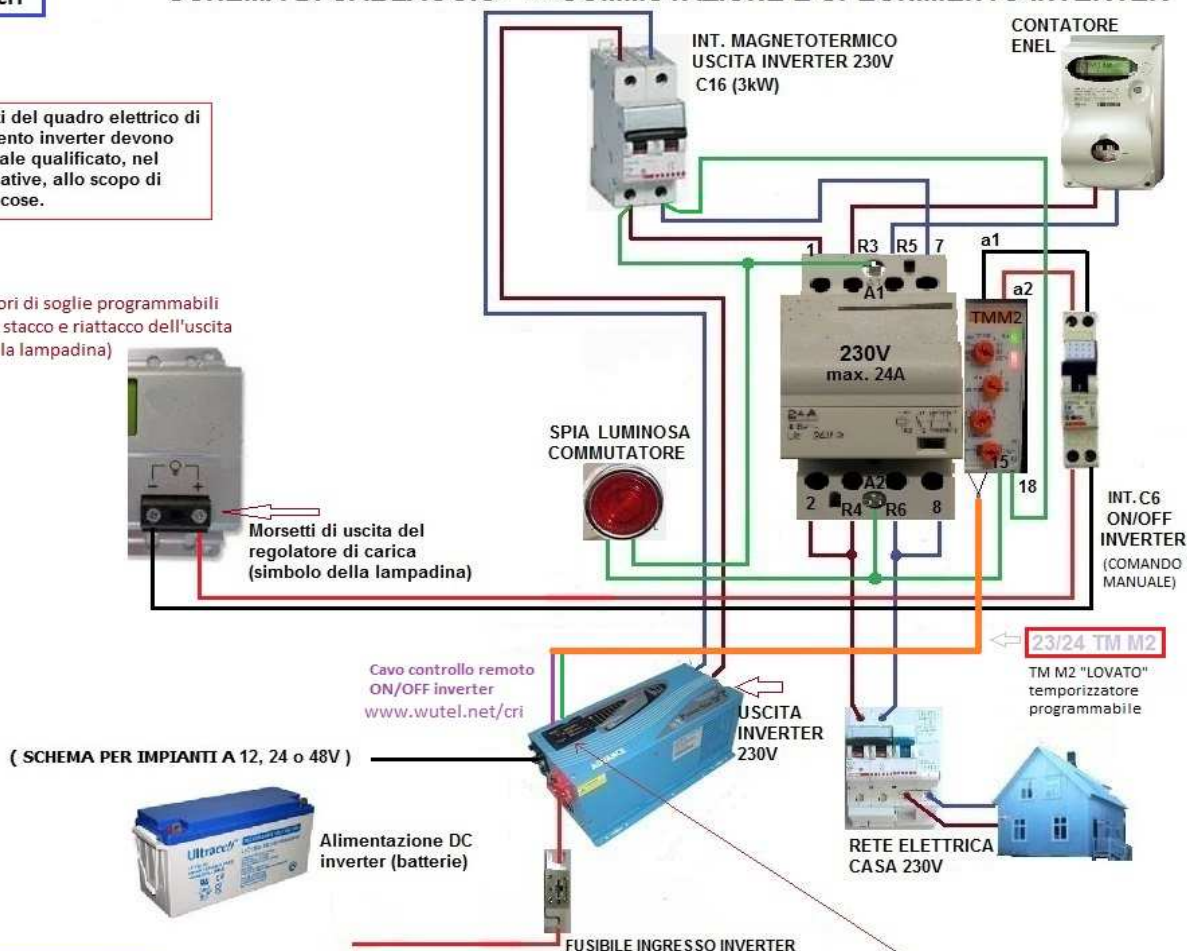 INT. MAGNETOTERMICO
USCITA INVERTER 230V
C16 (3kW)
CONTATORE
ENEL
ti del quadro elettrico di
ento inverter devono
ale qualificato, nel
ative, allo scopo di
cose.
ori di soglie programmabili
stacco e riattacco dell'uscita
la lampadina)
1 R3 R5 7
A1
a1
a2
TMM2
230V
max. 24A
24A
15
18
2 R4 A2 R6 8
SPIA LUMINOSA
COMMUTATORE
- +
Morsetti di uscita del
regolatore di carica
(simbolo della lampadina)
INT. C6
ON/OFF
INVERTER
(COMANDO
MANUALE)
23/24 TM M2
TM M2 "LOVATO"
temporizzatore
programmabile
Cavo controllo remoto
ON/OFF inverter
www.wutel.net/cri
USCITA
INVERTER
230V
( SCHEMA PER IMPIANTI A 12, 24 o 48V )
Ultracell
Alimentazione DC
inverter (batterie)
RETE ELETTRICA
CASA 230V
FUSIBILE INGRESSO INVERTER